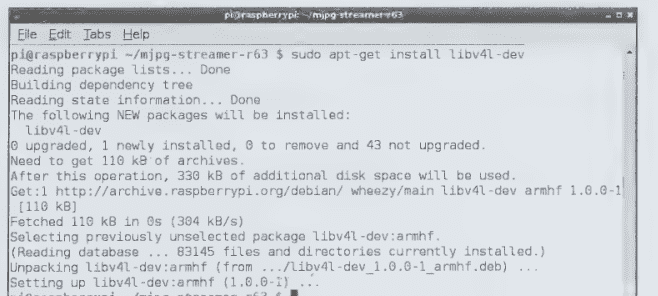 pi@raspberrypi: ~/mjpg-streamer-r63
File Edit Tabs Help
pi@raspberrypi ~/mjpg-streamer-r63 $ sudo apt-get install libv4l-dev
Reading package lists... Done
Building dependency tree
Reading state information... Done
The following NEW packages will be installed:
  libv4l-dev
0 upgraded, 1 newly installed, 0 to remove and 43 not upgraded.
Need to get 110 kB of archives.
After this operation, 330 kB of additional disk space will be used.
Get:1 http://archive.raspberrypi.org/debian/ wheezy/main libv4l-dev armhf 1.0.0-1
 [110 kB]
Fetched 110 kB in 0s (304 kB/s)
Selecting previously unselected package libv4l-dev:armhf.
(Reading database ... 83145 files and directories currently installed.)
Unpacking libv4l-dev:armhf (from .../libv4l-dev_1.0.0-1_armhf.deb) ...
Setting up libv4l-dev:armhf (1.0.0-1) ...
pi@raspberrypi ~/mjpg-streamer-r63 $